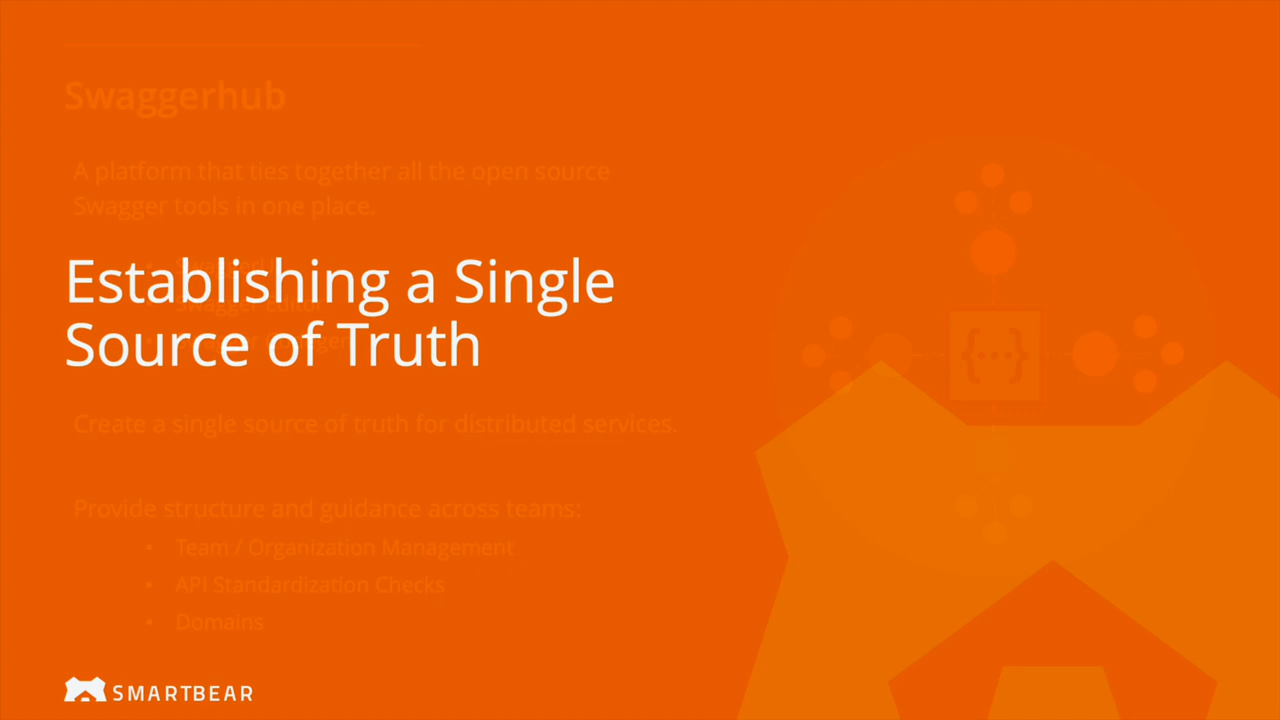 Swaggerhub
A platform that ties together all the open source
Swagger tools in one place.
Establishing a Single
Source of Truth
• Swagger Editor
Create a single source of truth for distributed services.
Provide structure and guidance across teams:
• Team / Organization Management
• API Standardization Checks
• Domains
{...}
SMARTBEAR